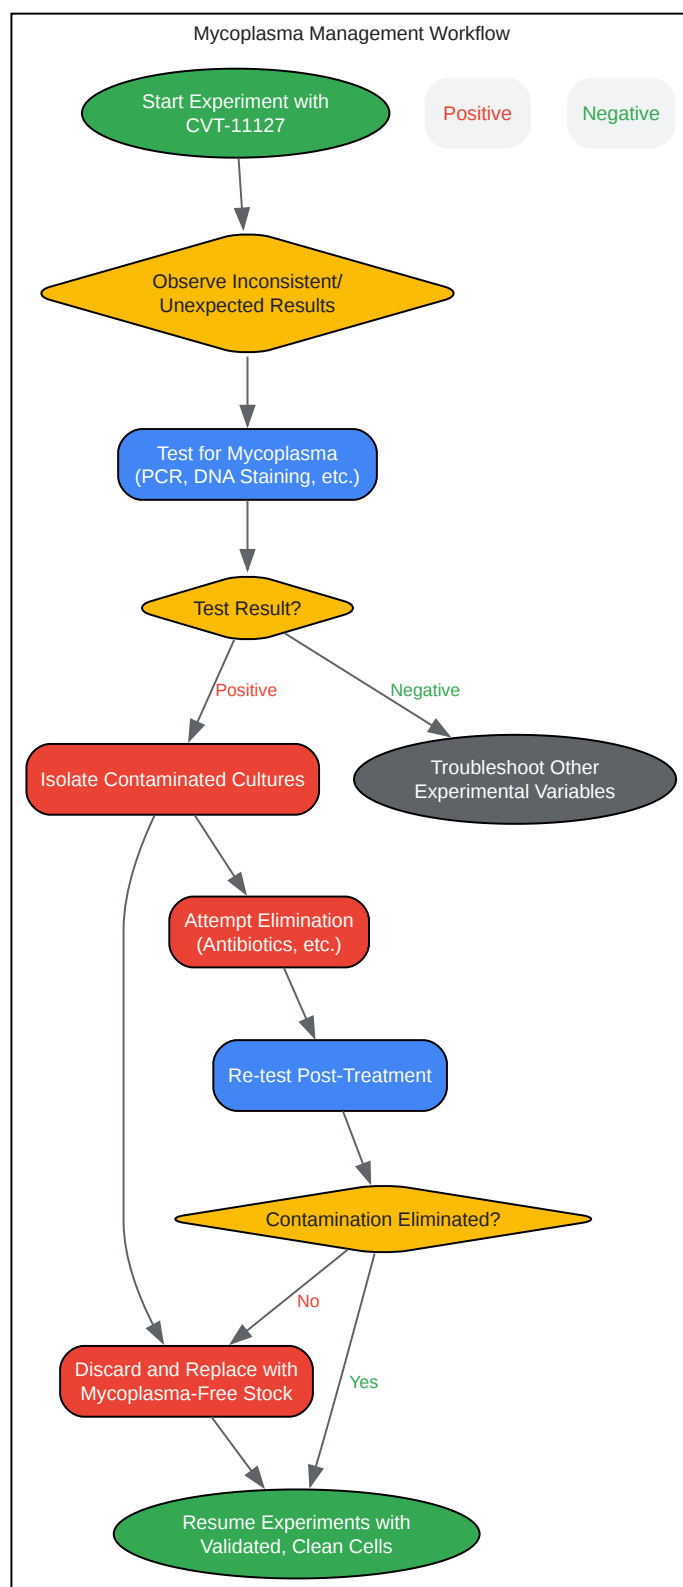 Mycoplasma Management Workflow
Start Experiment with
CVT-11127
Positive
Negative
Observe Inconsistent/
Unexpected Results
Test for Mycoplasma
(PCR, DNA Staining, etc.)
Test Result?
Positive
Negative
Isolate Contaminated Cultures
Troubleshoot Other
Experimental Variables
Attempt Elimination
(Antibiotics, etc.)
Re-test Post-Treatment
Contamination Eliminated?
No
Discard and Replace with
Mycoplasma-Free Stock
Yes
Resume Experiments with
Validated, Clean Cells